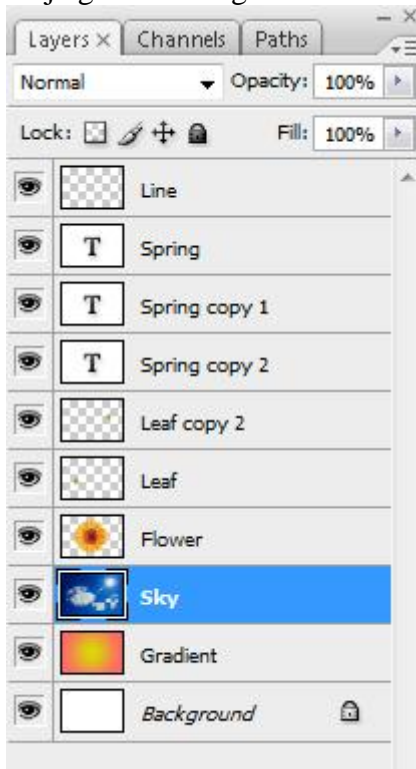 Layers × Channels Paths
Normal Opacity: 100%
Lock: Fill: 100%
Line
T Spring
T Spring copy 1
T Spring copy 2
Leaf copy 2
Leaf
Flower
Sky
Gradient
Background